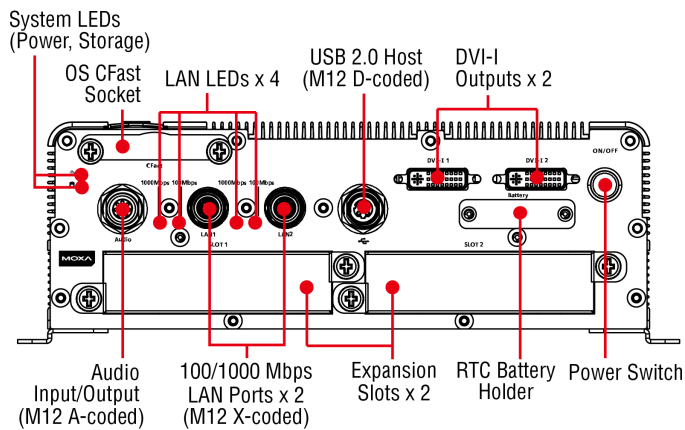 System LEDs
(Power, Storage)
OS CFast
Socket
LAN LEDs x 4
USB 2.0 Host
(M12 D-coded)
DVI-I
Outputs x 2
CFast
1000Mbps 100Mbps
1000Mbps 100Mbps
DVI-I 1
DVI-I 2
ON/OFF
Battery
Audio
LAN1
LAN2
SLOT 1
SLOT 2
MOXA
Audio
Input/Output
(M12 A-coded)
100/1000 Mbps
LAN Ports x 2
(M12 X-coded)
Expansion
Slots x 2
RTC Battery
Holder
Power Switch